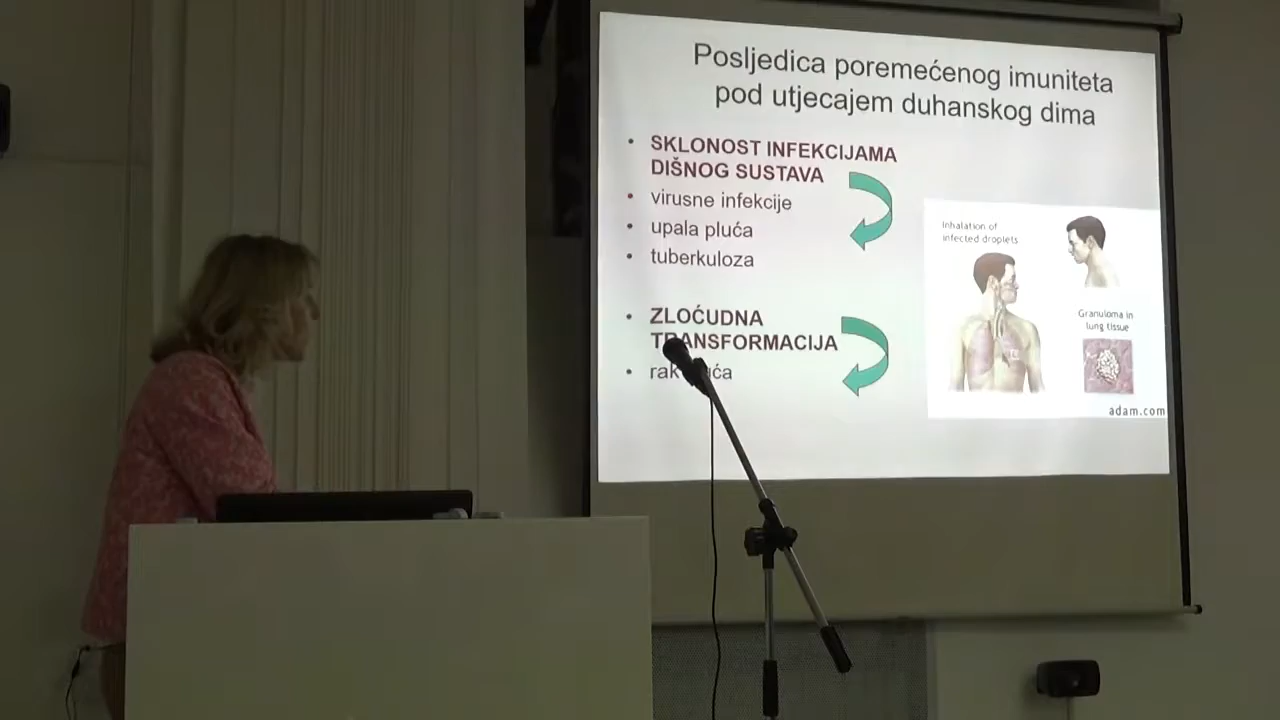 Posljedica poremećenog imuniteta
pod utjecajem duhanskog dima
• SKLONOST INFEKCIJAMA
DIŠNOG SUSTAVA
• virusne infekcije
• upala pluća
• tuberkuloza
• ZLOĆUDNA
TRANSFORMACIJA
• rak
Inhalation of
infected droplets
Granuloma in
lung tissue
adam.com